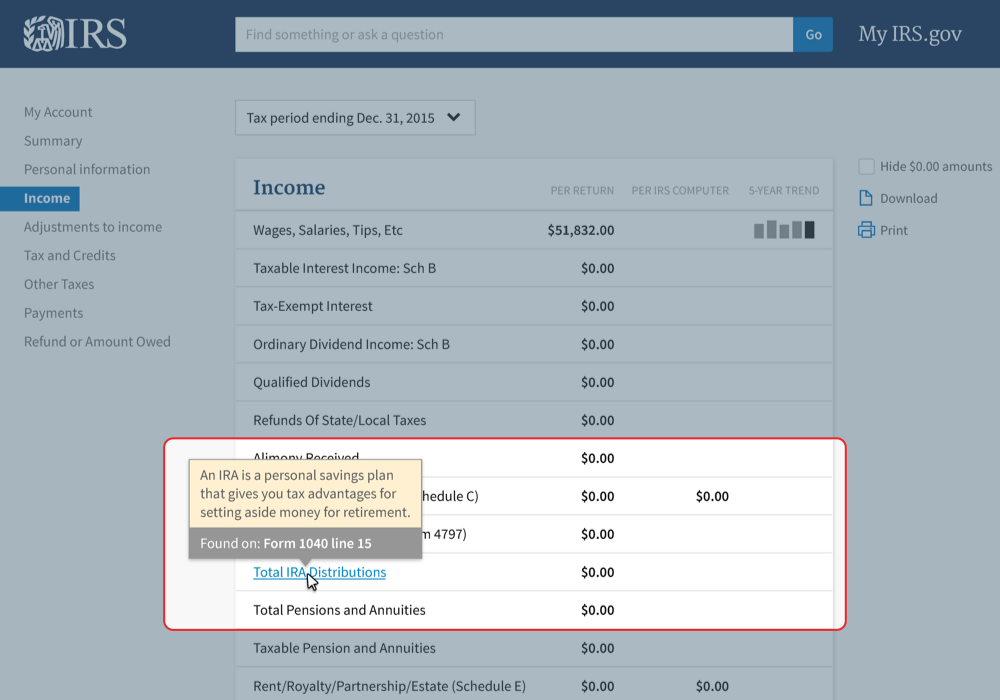 IRS
Find something or ask a question
Go
My IRS.gov
My Account
Summary
Personal information
Income
Adjustments to income
Tax and Credits
Other Taxes
Payments
Refund or Amount Owed
Tax period ending Dec. 31, 2015
Hide $0.00 amounts
Download
Print
Income PER RETURN PER IRS COMPUTER 5-YEAR TREND
Wages, Salaries, Tips, Etc $51,832.00
Taxable Interest Income: Sch B $0.00
Tax-Exempt Interest $0.00
Ordinary Dividend Income: Sch B $0.00
Qualified Dividends $0.00
Refunds Of State/Local Taxes $0.00
Alimony Received $0.00
An IRA is a personal savings plan
that gives you tax advantages for
setting aside money for retirement.
Found on: Form 1040 line 15
hedule C) $0.00 $0.00
m 4797) $0.00
Total IRA Distributions $0.00
Total Pensions and Annuities $0.00
Taxable Pension and Annuities $0.00
Rent/Royalty/Partnership/Estate (Schedule E) $0.00 $0.00